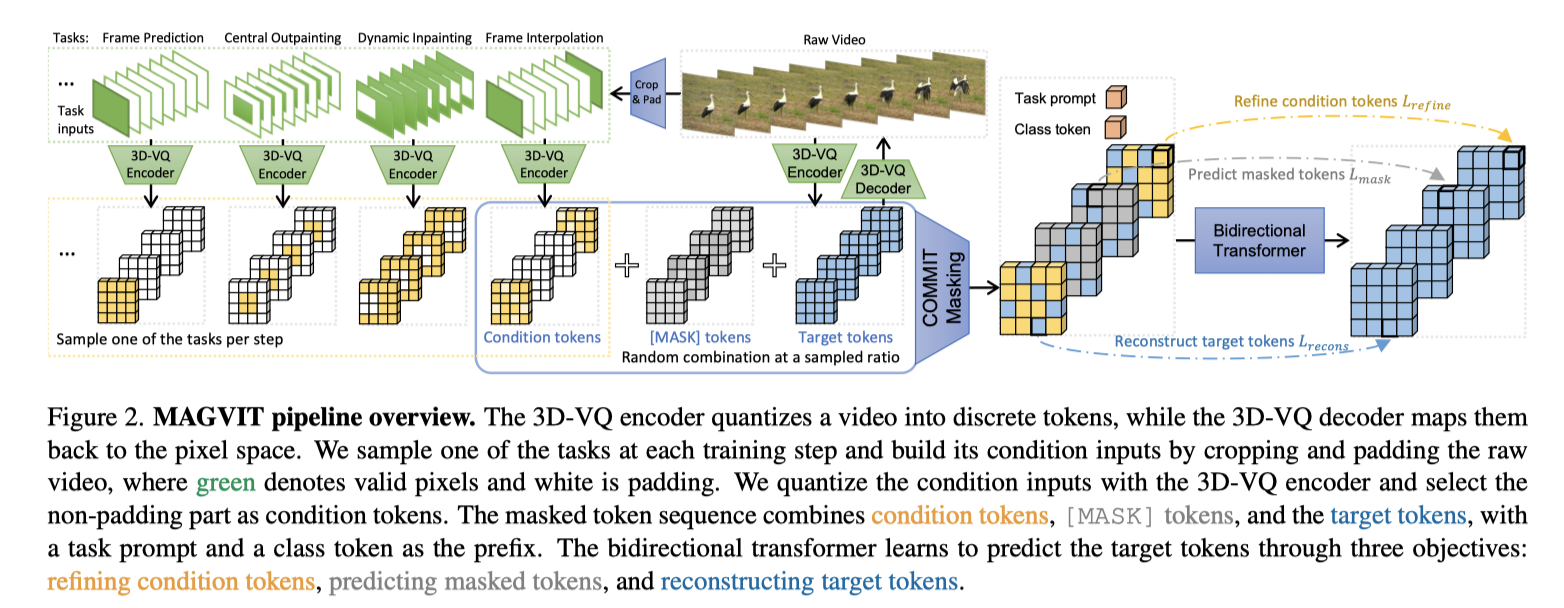 Tasks: Frame Prediction Central Outpainting Dynamic Inpainting Frame Interpolation
Raw Video
...
Task
inputs
Crop
& Pad
3D-VQ
Encoder
3D-VQ
Encoder
3D-VQ
Encoder
3D-VQ
Encoder
3D-VQ
Encoder
3D-VQ
Decoder
...
Sample one of the tasks per step
Condition tokens
[MASK] tokens
Target tokens
Random combination at a sampled ratio
COMMIT
Masking
Task prompt
Class token
Refine condition tokens L_refine
Predict masked tokens L_mask
Bidirectional
Transformer
Reconstruct target tokens L_recons
Figure 2. MAGVIT pipeline overview. The 3D-VQ encoder quantizes a video into discrete tokens, while the 3D-VQ decoder maps them
back to the pixel space. We sample one of the tasks at each training step and build its condition inputs by cropping and padding the raw
video, where green denotes valid pixels and white is padding. We quantize the condition inputs with the 3D-VQ encoder and select the
non-padding part as condition tokens. The masked token sequence combines condition tokens, [MASK] tokens, and the target tokens, with
a task prompt and a class token as the prefix. The bidirectional transformer learns to predict the target tokens through three objectives:
refining condition tokens, predicting masked tokens, and reconstructing target tokens.